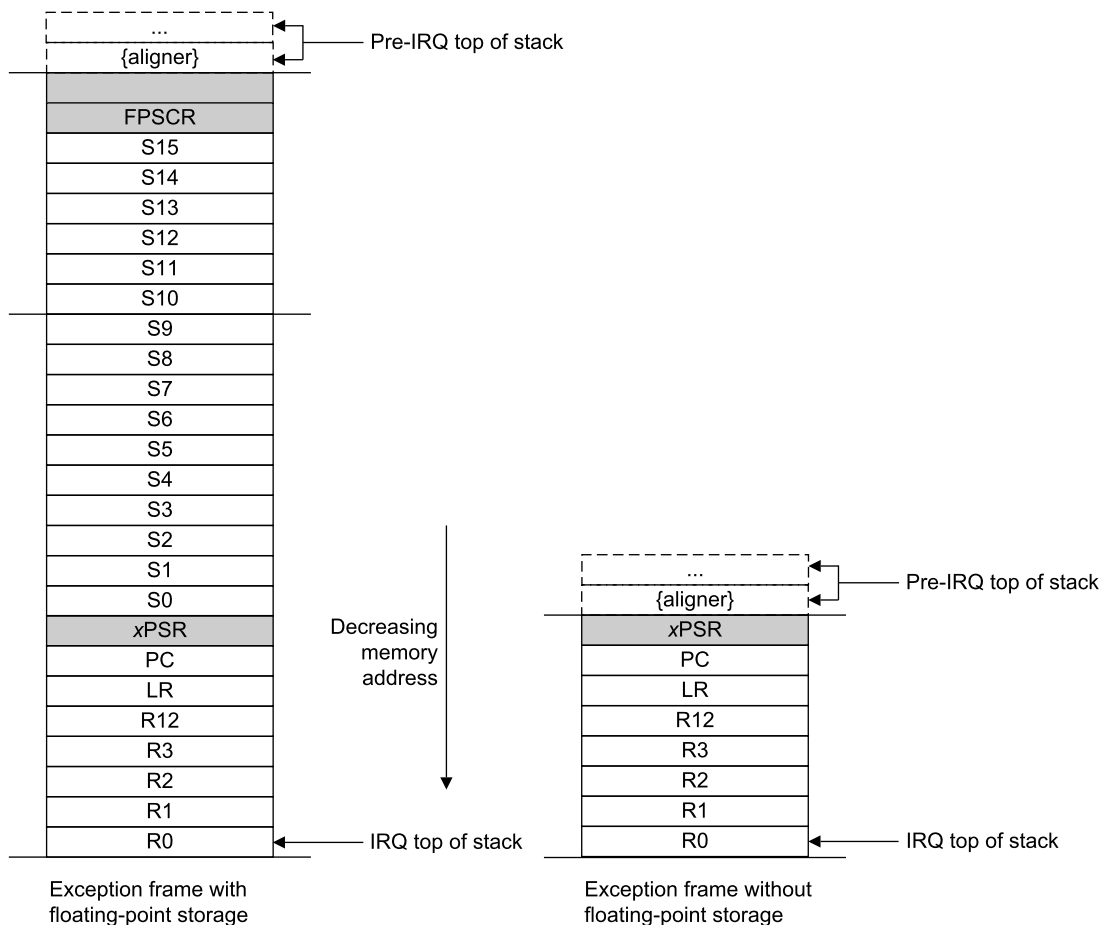 ...
{aligner}
Pre-IRQ top of stack
FPSCR
S15
S14
S13
S12
S11
S10
S9
S8
S7
S6
S5
S4
S3
S2
S1
S0
xPSR
PC
LR
R12
R3
R2
R1
R0
IRQ top of stack
Exception frame with
floating-point storage
Decreasing
memory
address
...
{aligner}
Pre-IRQ top of stack
xPSR
PC
LR
R12
R3
R2
R1
R0
IRQ top of stack
Exception frame without
floating-point storage